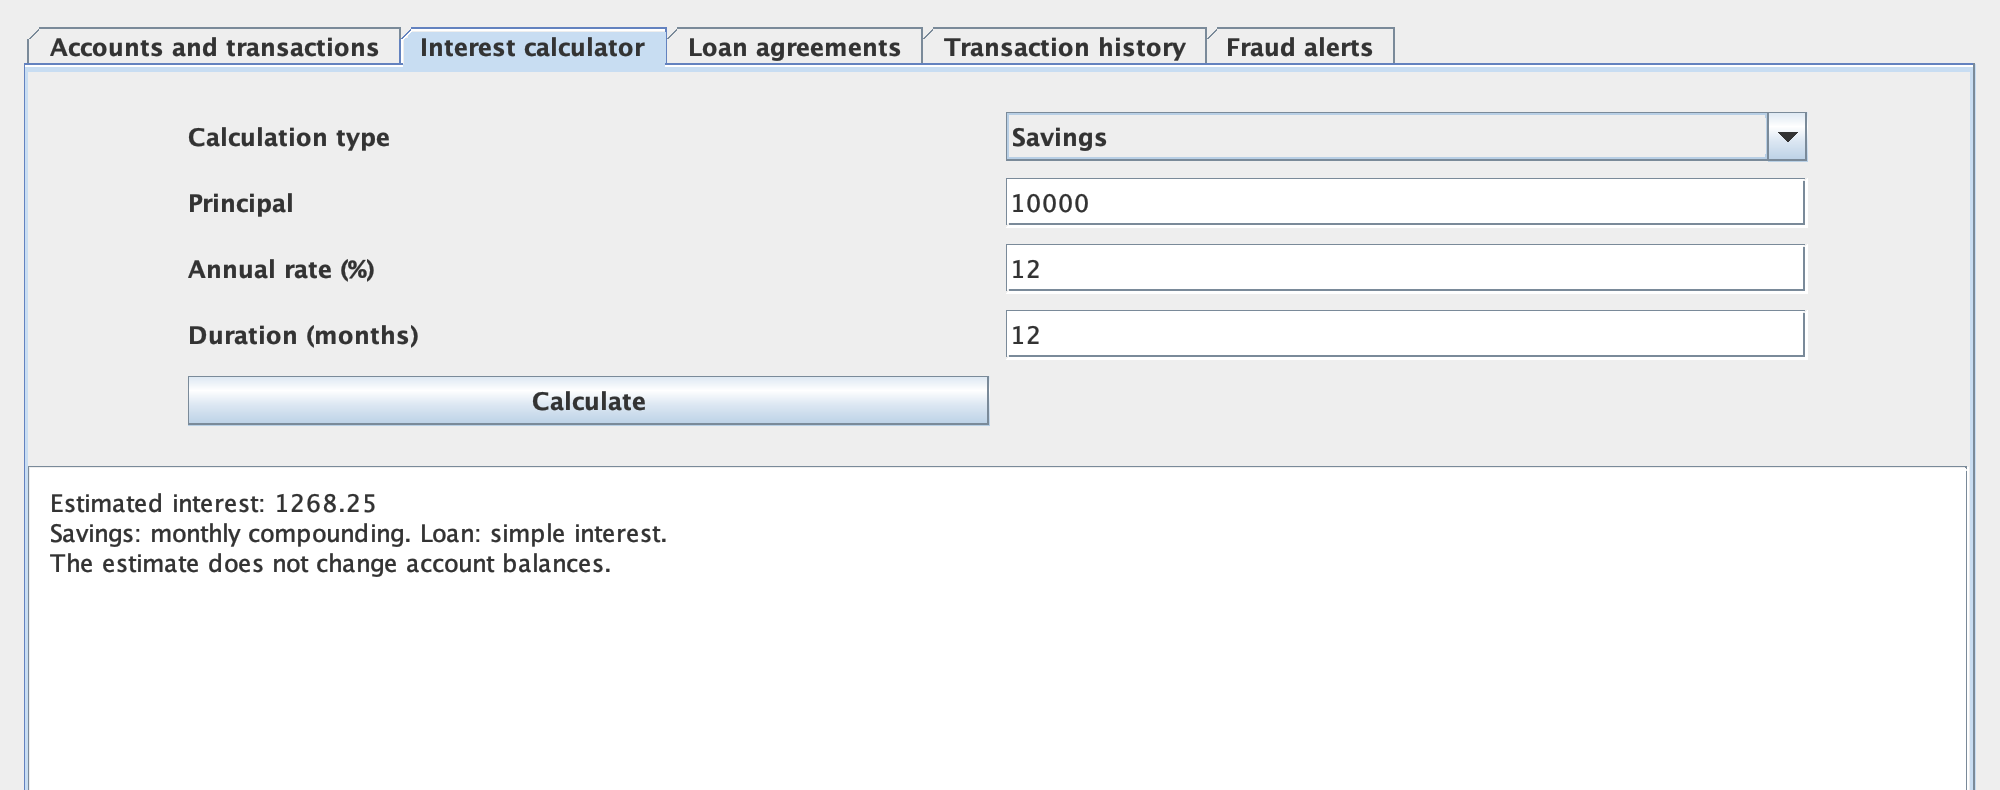 Accounts and transactions Interest calculator Loan agreements Transaction history Fraud alerts
Calculation type Savings
Principal 10000
Annual rate (%) 12
Duration (months) 12
Calculate
Estimated interest: 1268.25
Savings: monthly compounding. Loan: simple interest.
The estimate does not change account balances.